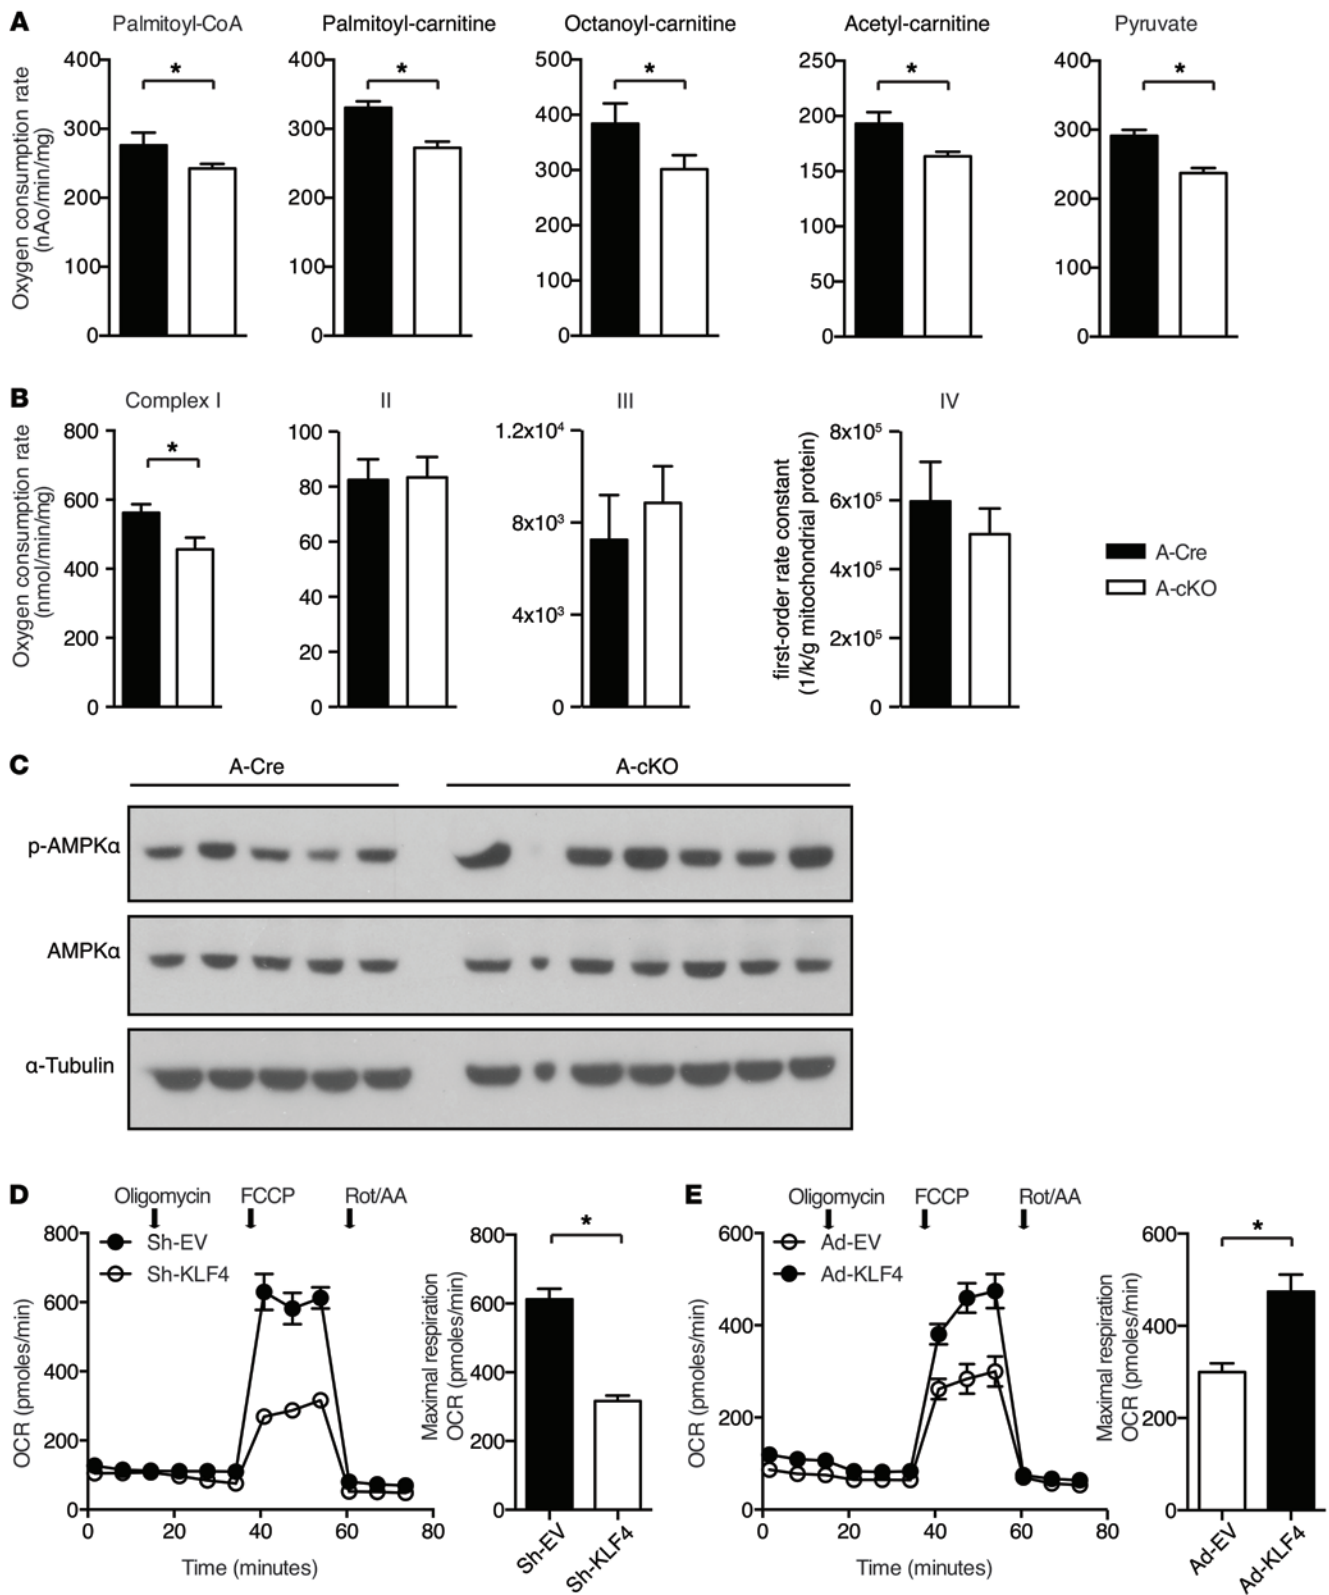 A
Palmitoyl-CoA
Palmitoyl-carnitine
Octanoyl-carnitine
Acetyl-carnitine
Pyruvate
Oxygen consumption rate
(nAo/min/mg)
400
300
200
100
0
*
400
300
200
100
0
*
500
400
300
200
100
0
*
250
200
150
100
50
0
*
400
300
200
100
0
*
B
Complex I
II
III
IV
Oxygen consumption rate
(nmol/min/mg)
800
600
400
200
0
*
100
80
60
40
20
0
1.2x10⁴
8x10³
4x10³
0
first-order rate constant
(1/k/g mitochondrial protein)
8x10⁵
6x10⁵
4x10⁵
2x10⁵
0
A-Cre
A-cKO
C
A-Cre
A-cKO
p-AMPKα
AMPKα
α-Tubulin
D
Oligomycin
FCCP
Rot/AA
Sh-EV
Sh-KLF4
OCR (pmoles/min)
800
600
400
200
0
0
20
40
60
80
Time (minutes)
Maximal respiration
OCR (pmoles/min)
800
600
400
200
0
*
Sh-EV
Sh-KLF4
E
Oligomycin
FCCP
Rot/AA
Ad-EV
Ad-KLF4
OCR (pmoles/min)
600
400
200
0
0
20
40
60
80
Time (minutes)
Maximal respiration
OCR (pmoles/min)
600
400
200
0
*
Ad-EV
Ad-KLF4